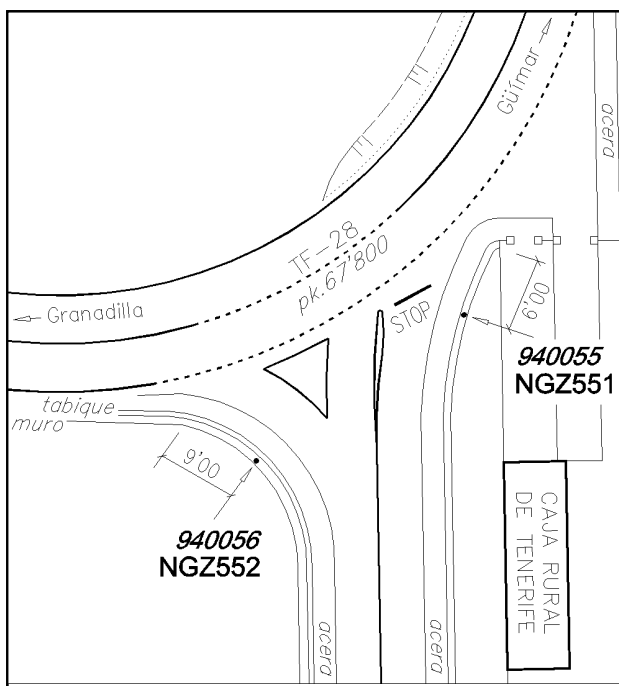 Güímar
acera
TF-28
pk.67'800
Granadilla
STOP
6'00
940055
NGZ551
tabique
muro
9'00
940056
NGZ552
CAJA RURAL
DE TENERIFE
acera
acera